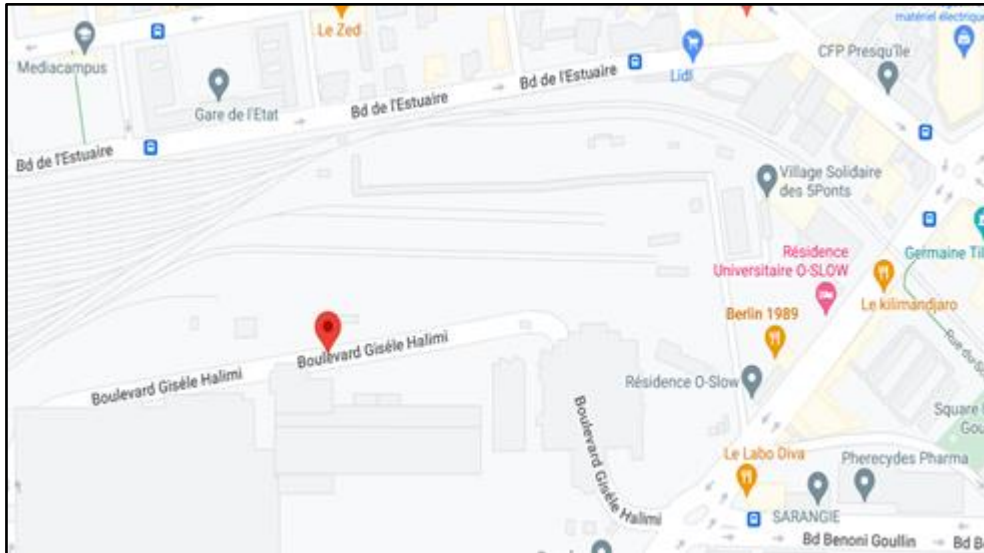 matériel électrique
Le Zed
Mediacampus
CFP Presqu'île
Lidl
Bd de l'Estuaire
Gare de l'Etat
Bd de l'Estuaire
Bd de l'Estuaire
Village Solidaire
des 5Ponts
Résidence
Universitaire O-SLOW
Germaine Til
Le kilimandjaro
Berlin 1989
Boulevard Gisèle Halimi
Boulevard Gisèle Halimi
Résidence O-Slow
Boulevard Gisèle Halimi
Square
Gou
Le Labo Diva
Pherecydes Pharma
SARANGIE
Bd Benoni Goullin
Bd B